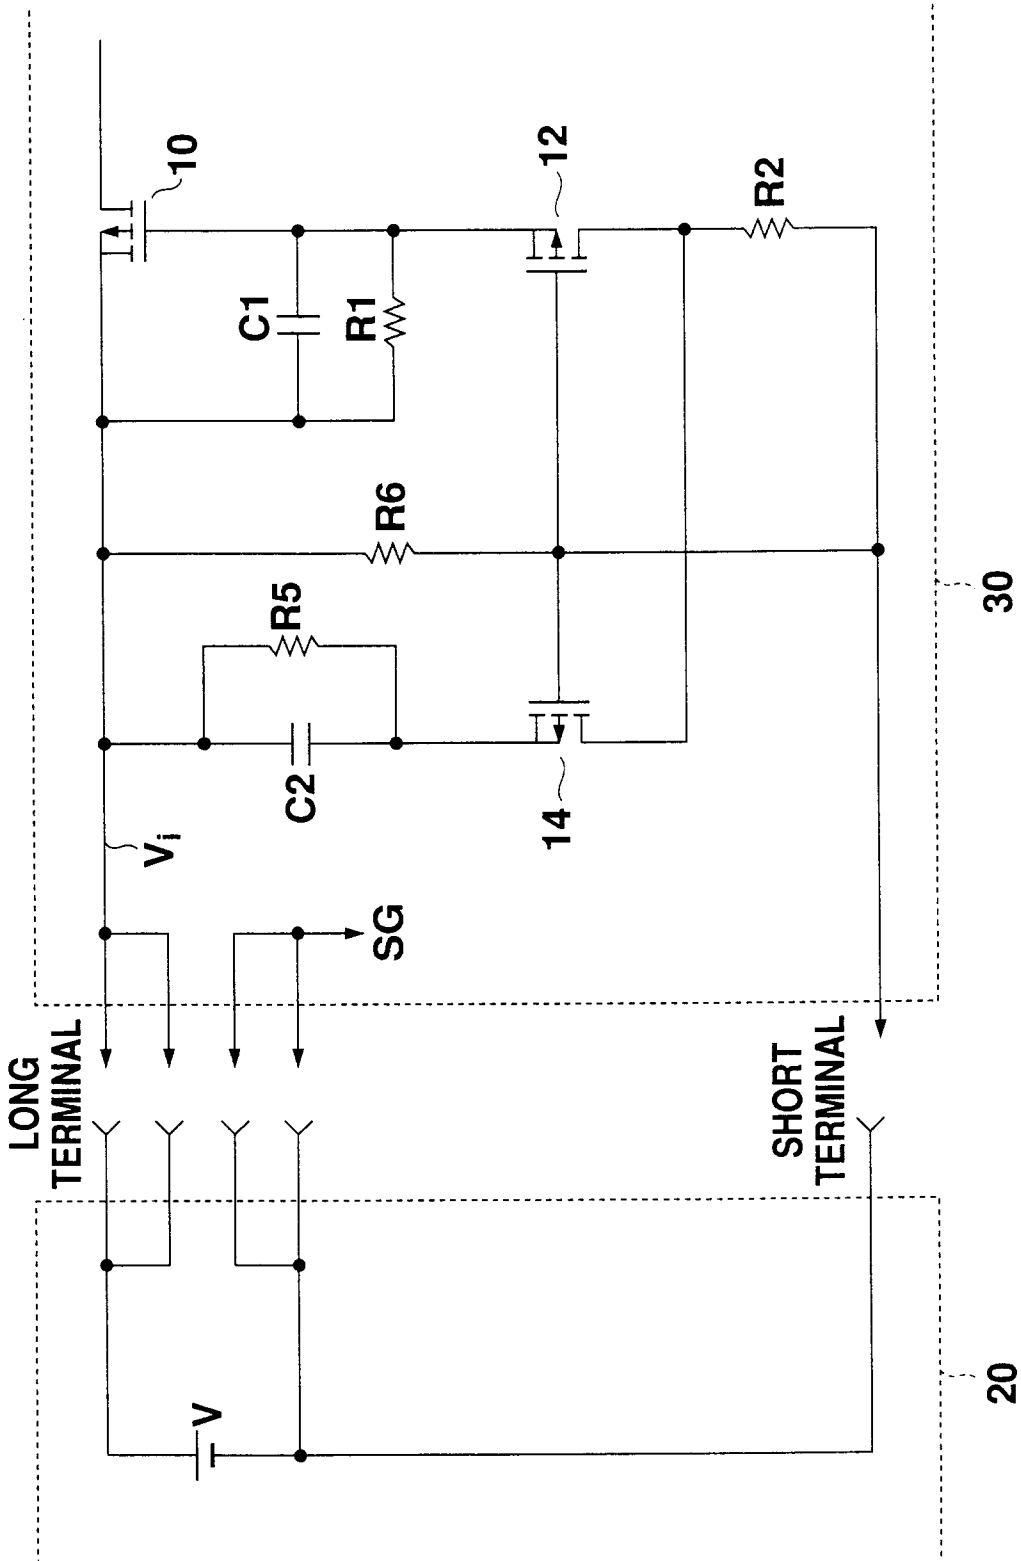 10
C1
R1
12
R2
R6
R5
C2
14
Vi
SG
30
LONG
TERMINAL
SHORT
TERMINAL
V
20